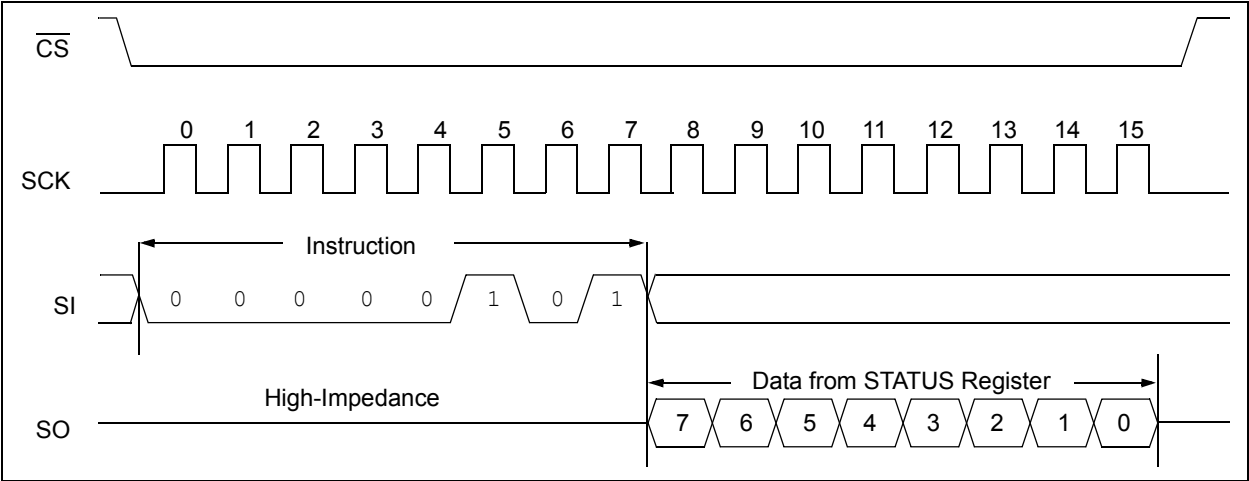 CS
0 1 2 3 4 5 6 7 8 9 10 11 12 13 14 15
SCK
Instruction
SI 0 0 0 0 0 1 0 1
Data from STATUS Register
High-Impedance
SO 7 6 5 4 3 2 1 0